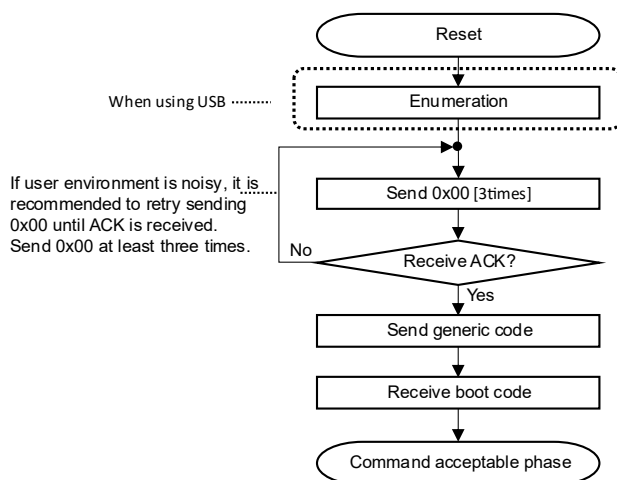 Reset
When using USB
Enumeration
If user environment is noisy, it is
recommended to retry sending
0x00 until ACK is received.
Send 0x00 at least three times.
Send 0x00 [3times]
No
Receive ACK?
Yes
Send generic code
Receive boot code
Command acceptable phase